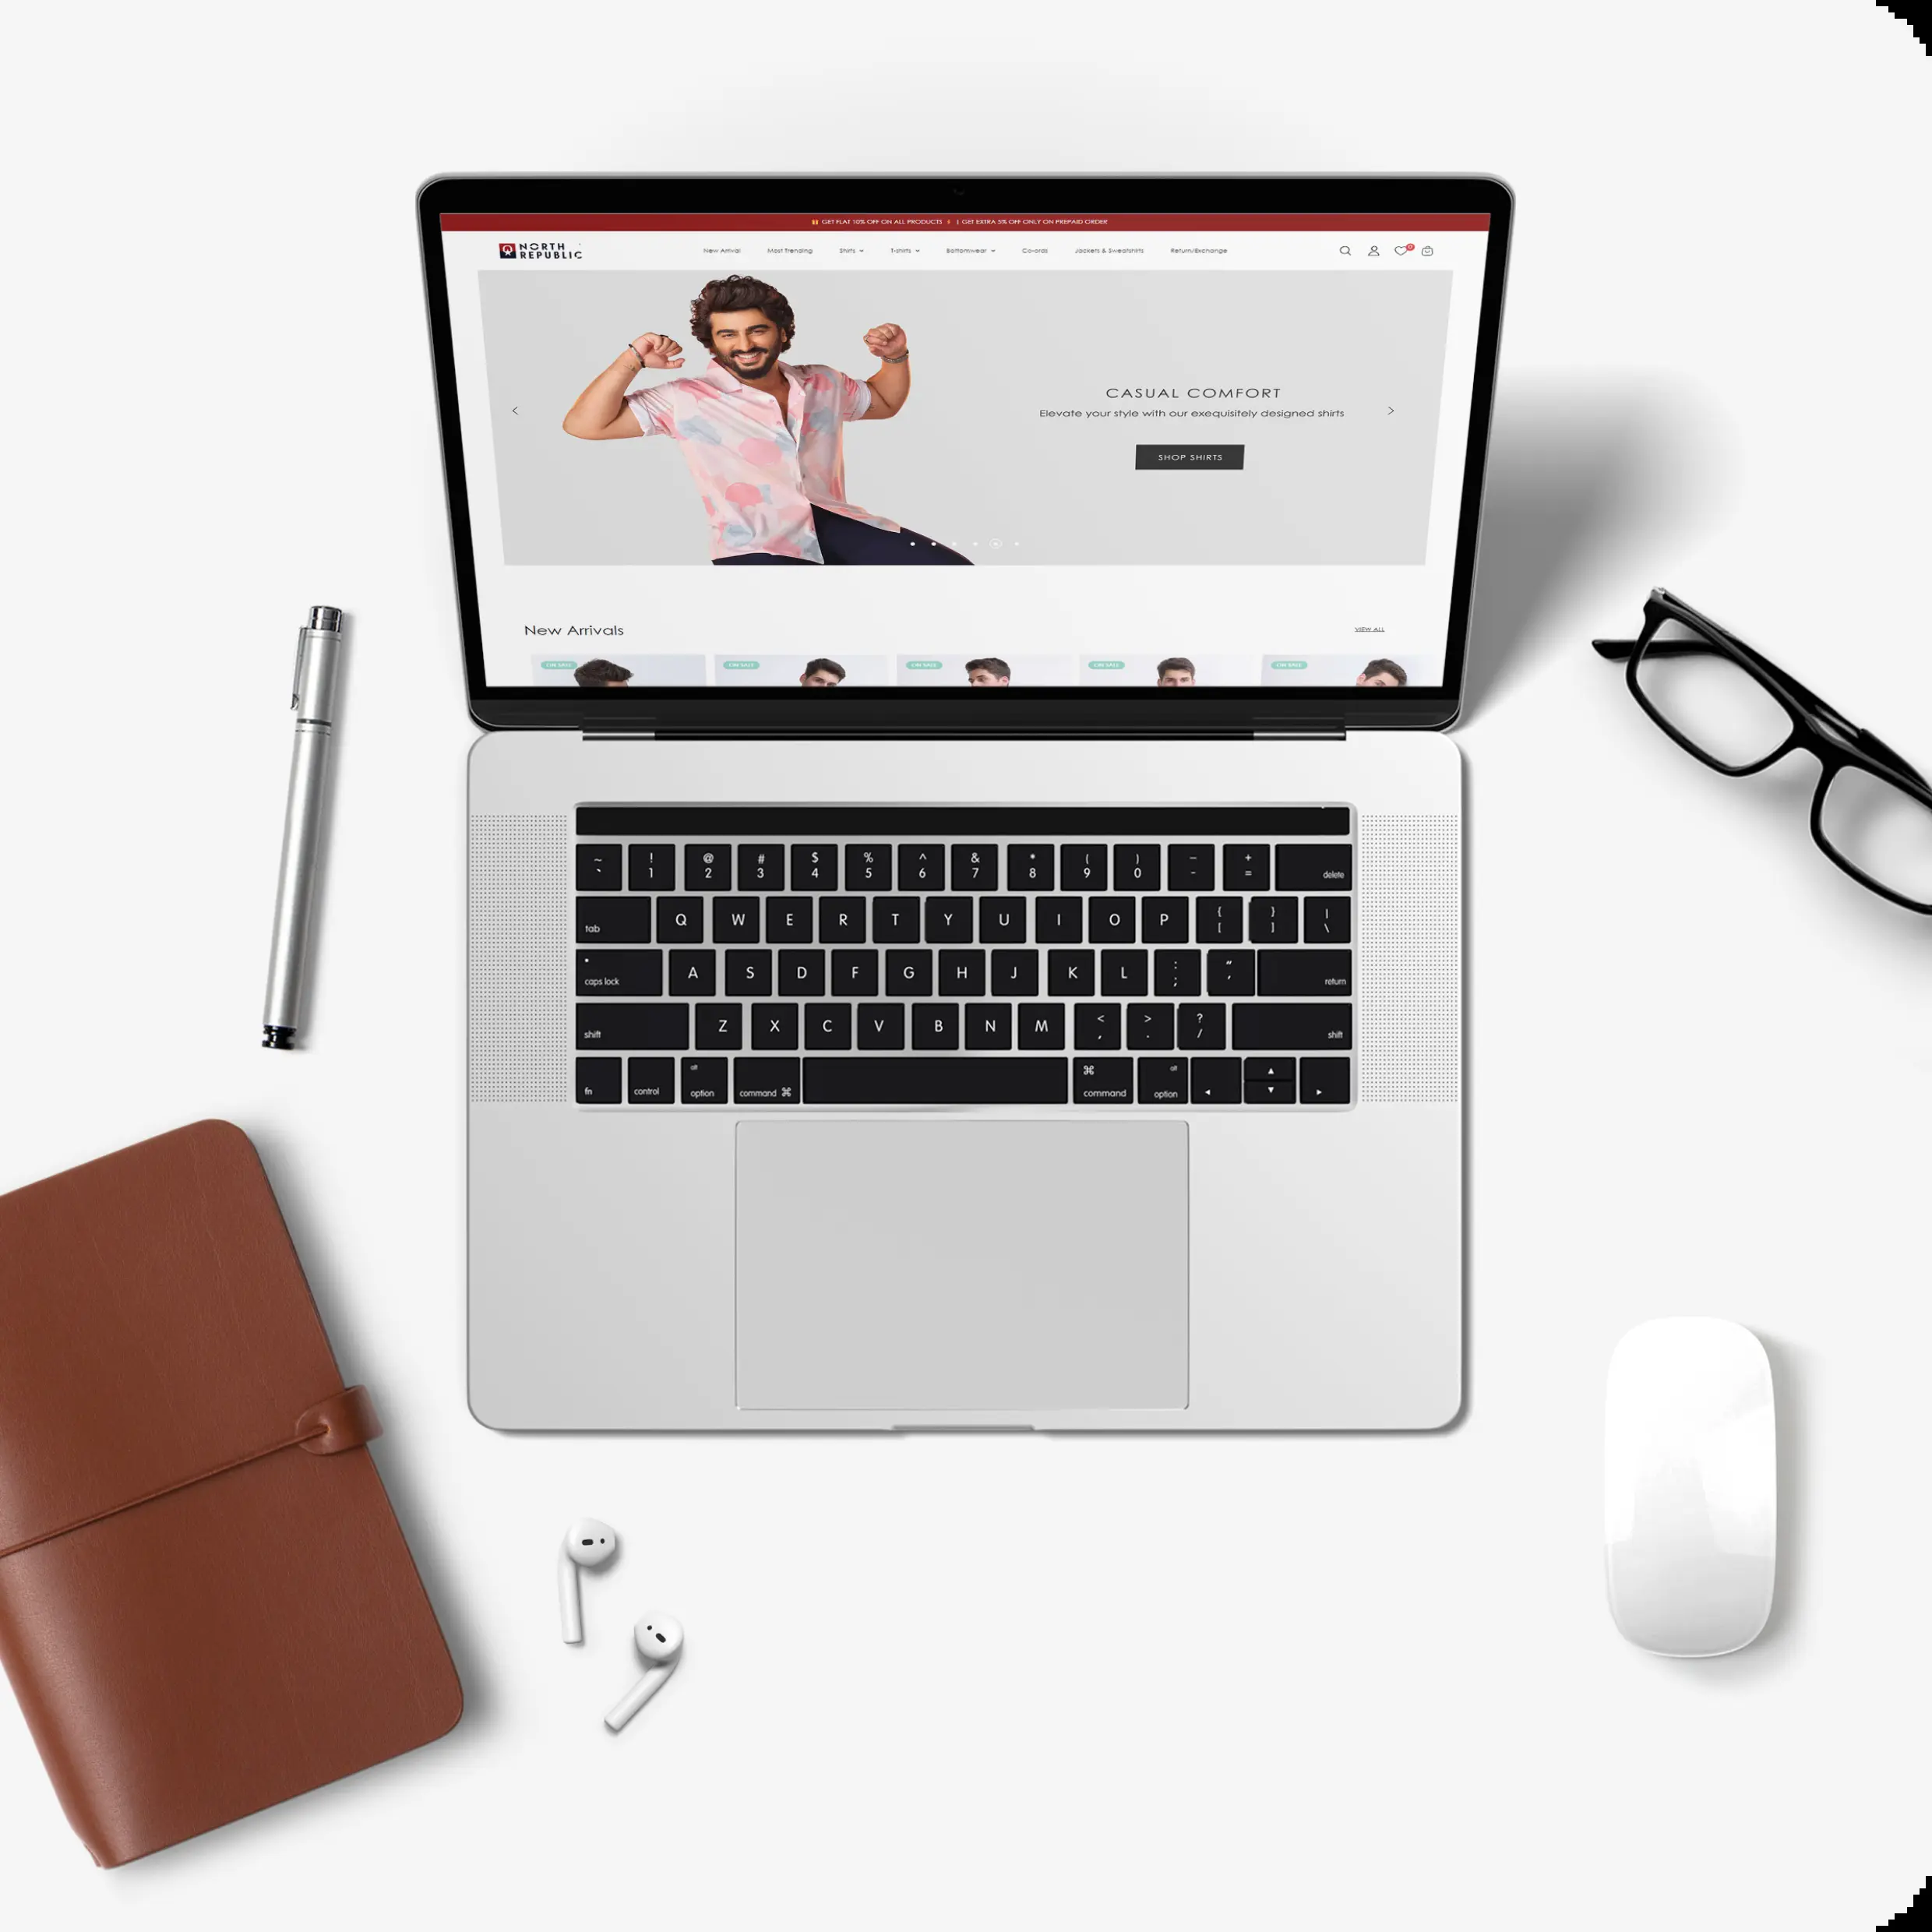 GET FLAT 10% OFF ON ALL PRODUCTS | GET EXTRA 5% OFF ONLY ON PREPAID ORDER
NORTH
REPUBLIC
New Arrival Most Trending Shirts T-shirts Bottomwear Co-ords Jackets & Sweatshirts Return/Exchange
0
CASUAL COMFORT
Elevate your style with our exequisitely designed shirts
SHOP SHIRTS
New Arrivals
VIEW ALL
ON SALE ON SALE ON SALE ON SALE ON SALE
~ ! @ # $ % ^ & * ( ) – +
` 1 2 3 4 5 6 7 8 9 0 - = delete
tab Q W E R T Y U I O P { [ } ] | \
caps lock A S D F G H J K L : ; " , return
shift Z X C V B N M < , > . ? / shift
alt ⌘ alt
fn control option command ⌘ command option ◂ ▴ ▾ ▸